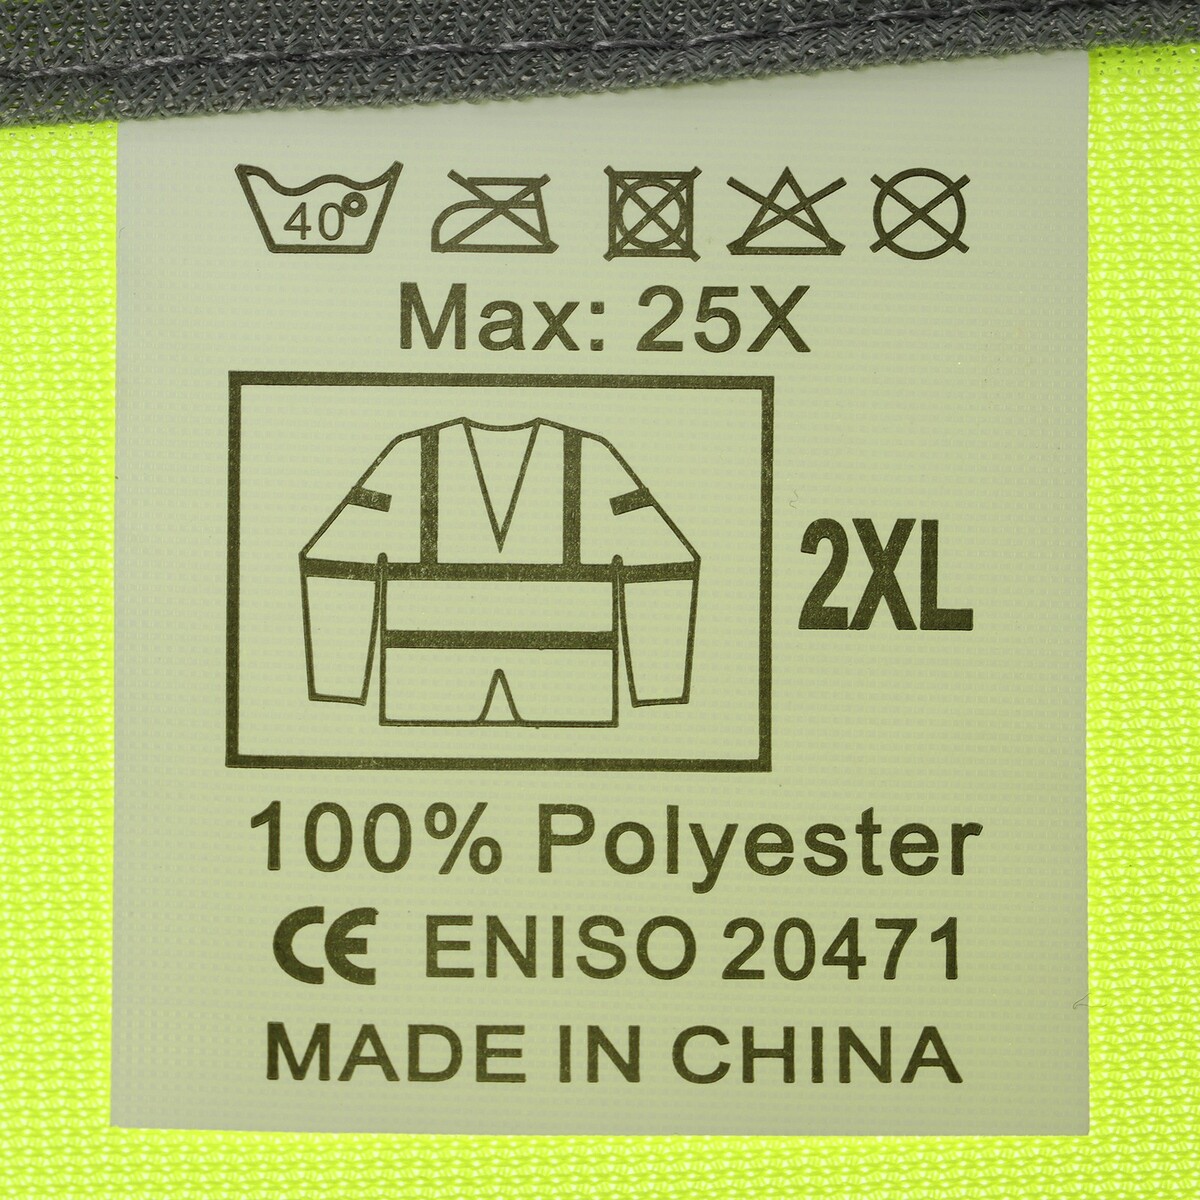 40°
Max: 25X
2XL
100% Polyester
CE ENISO 20471
MADE IN CHINA